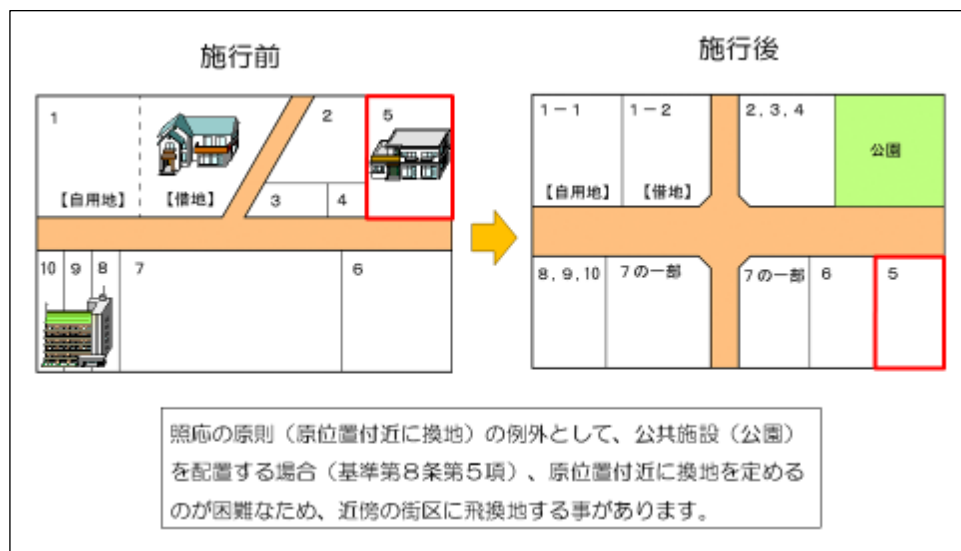 施行前
施行後
1
2
5
【自用地】
【借地】
3
4
10
9
8
7
6
1－1
1－2
2，3，4
公園
【自用地】
【借地】
8，9，10
7の一部
7の一部
6
5
照応の原則（原位置付近に換地）の例外として、公共施設（公園）
を配置する場合（基準第８条第５項）、原位置付近に換地を定める
のが困難なため、近傍の街区に飛換地する事があります。